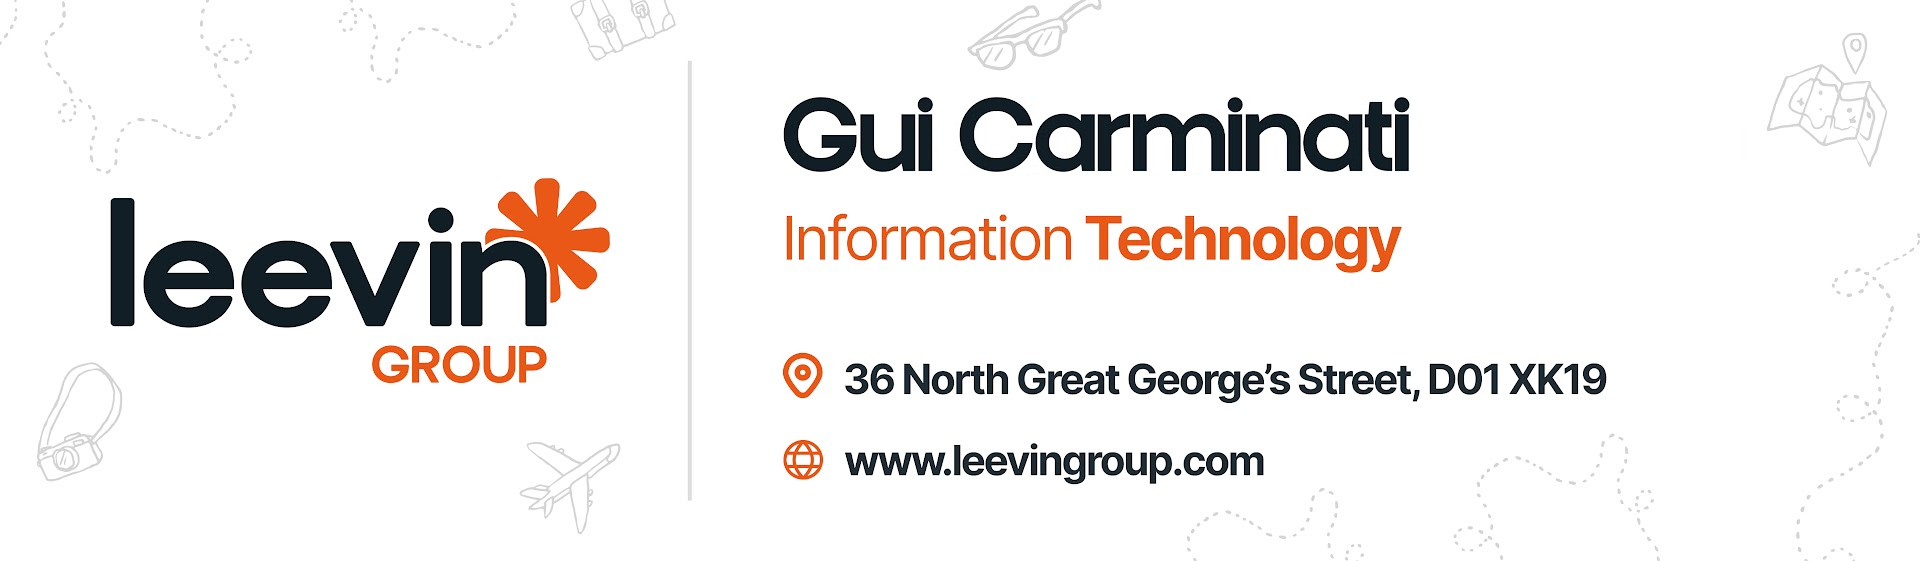 leevin
GROUP
Gui Carminati
Information Technology
36 North Great George’s Street, D01 XK19
www.leevingroup.com